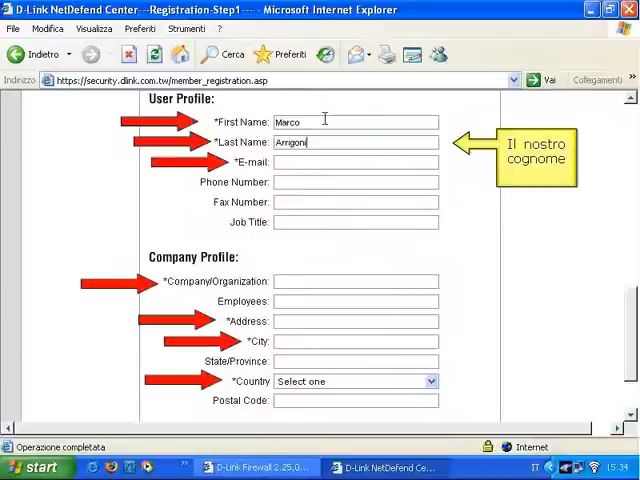 D-Link NetDefend Center---Registration-Step1--- - Microsoft Internet Explorer
File Modifica Visualizza Preferiti Strumenti ?
Indietro Cerca Preferiti
Indirizzo https://security.dlink.com.tw/member_registration.asp Vai Collegamenti
User Profile:
*First Name: Marco
*Last Name: Arrigoni
*E-mail:
Phone Number:
Fax Number:
Job Title:
Il nostro
cognome
Company Profile:
*Company/Organization:
Employees:
*Address:
*City:
State/Province:
*Country Select one
Postal Code:
Operazione completata Internet
start D-Link Firewall 2.25.0... D-Link NetDefend Ce... IT 15.34